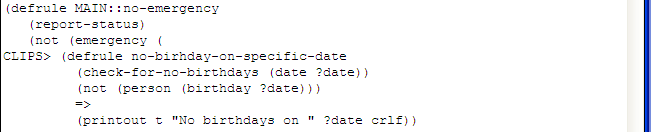 (defrule MAIN::no-emergency
(report-status)
(not (emergency (
CLIPS> (defrule no-birhday-on-specific-date
(check-for-no-birthdays (date ?date))
(not (person (birthday ?date)))
=>
(printout t "No birthdays on " ?date crlf))